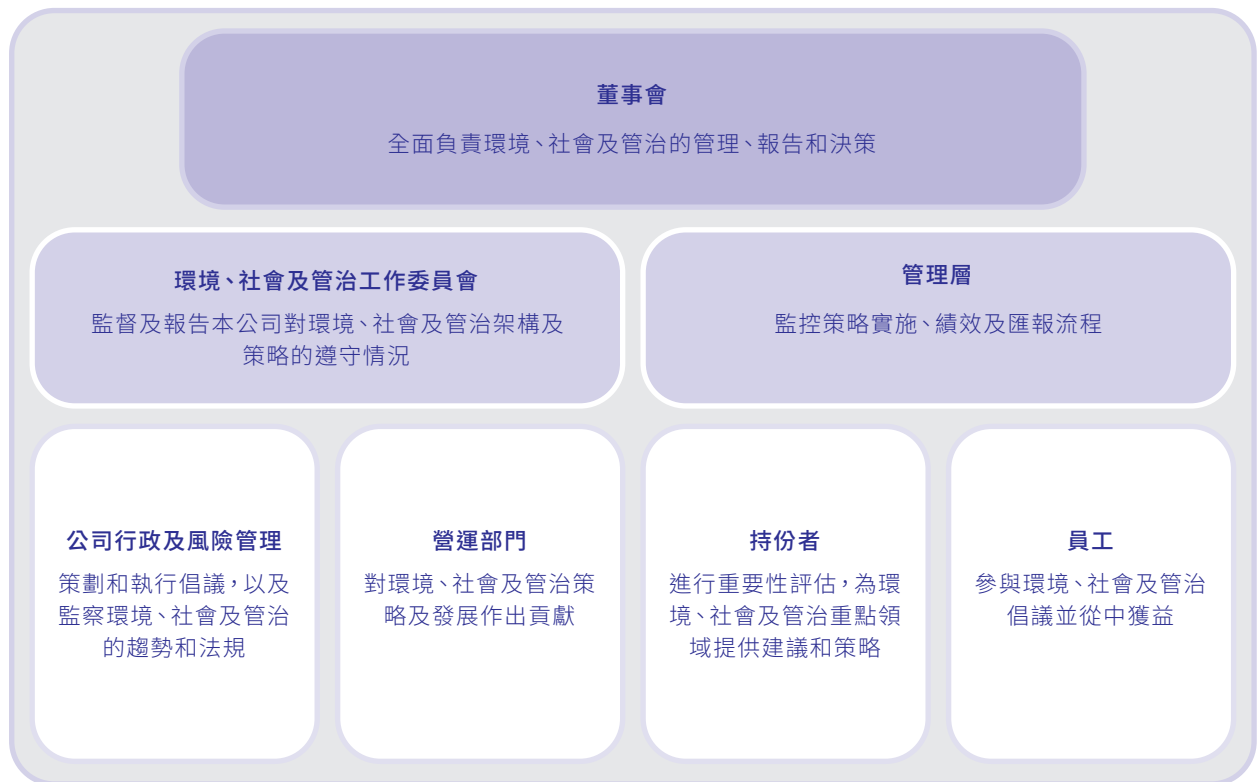 董事會
全面負責環境、社會及管治的管理、報告和決策
環境、社會及管治工作委員會
監督及報告本公司對環境、社會及管治架構及
策略的遵守情況
管理層
監控策略實施、績效及匯報流程
公司行政及風險管理
策劃和執行倡議，以及
監察環境、社會及管治
的趨勢和法規
營運部門
對環境、社會及管治策
略及發展作出貢獻
持份者
進行重要性評估，為環
境、社會及管治重點領
域提供建議和策略
員工
參與環境、社會及管治
倡議並從中獲益